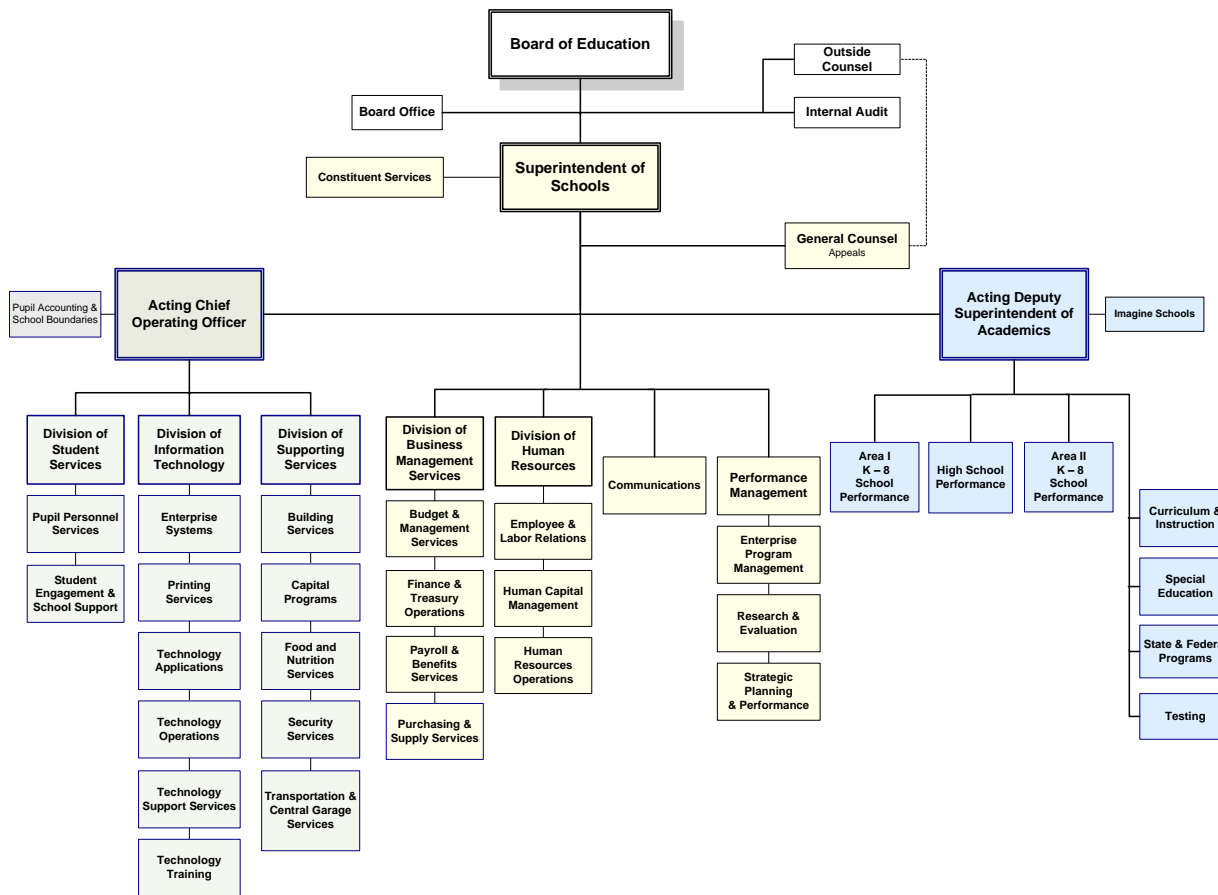 Board of Education
Outside
Counsel
Board Office
Internal Audit
Constituent Services
Superintendent of
Schools
General Counsel
Appeals
Pupil Accounting &
School Boundaries
Acting Chief
Operating Officer
Acting Deputy
Superintendent of
Academics
Imagine Schools
Division of
Student
Services
Pupil Personnel
Services
Student
Engagement &
School Support
Division of
Information
Technology
Enterprise
Systems
Printing
Services
Technology
Applications
Technology
Operations
Technology
Support Services
Technology
Training
Division of
Supporting
Services
Building
Services
Capital
Programs
Food and
Nutrition
Services
Security
Services
Transportation &
Central Garage
Services
Division of
Business
Management
Services
Budget &
Management
Services
Finance &
Treasury
Operations
Payroll &
Benefits
Services
Purchasing &
Supply Services
Division of
Human
Resources
Employee &
Labor Relations
Human Capital
Management
Human
Resources
Operations
Communications
Performance
Management
Enterprise
Program
Management
Research &
Evaluation
Strategic
Planning
& Performance
Area I
K – 8
School
Performance
High School
Performance
Area II
K – 8
School
Performance
Curriculum &
Instruction
Special
Education
State & Federal
Programs
Testing